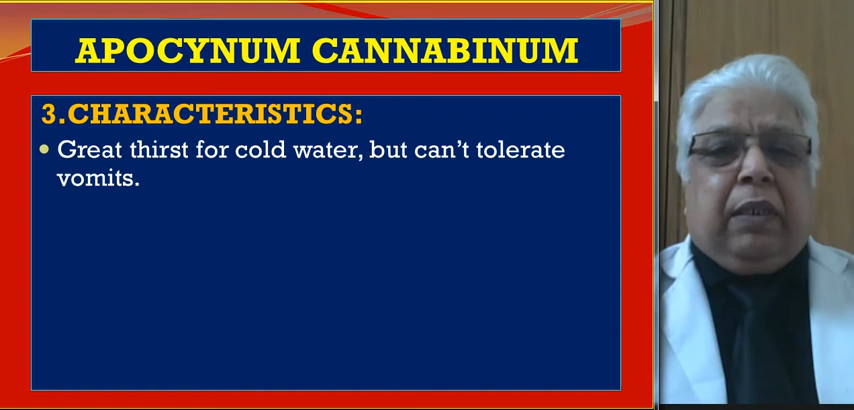 APOCYNUM CANNABINUM
3.CHARACTERISTICS:
• Great thirst for cold water, but can't tolerate
vomits.